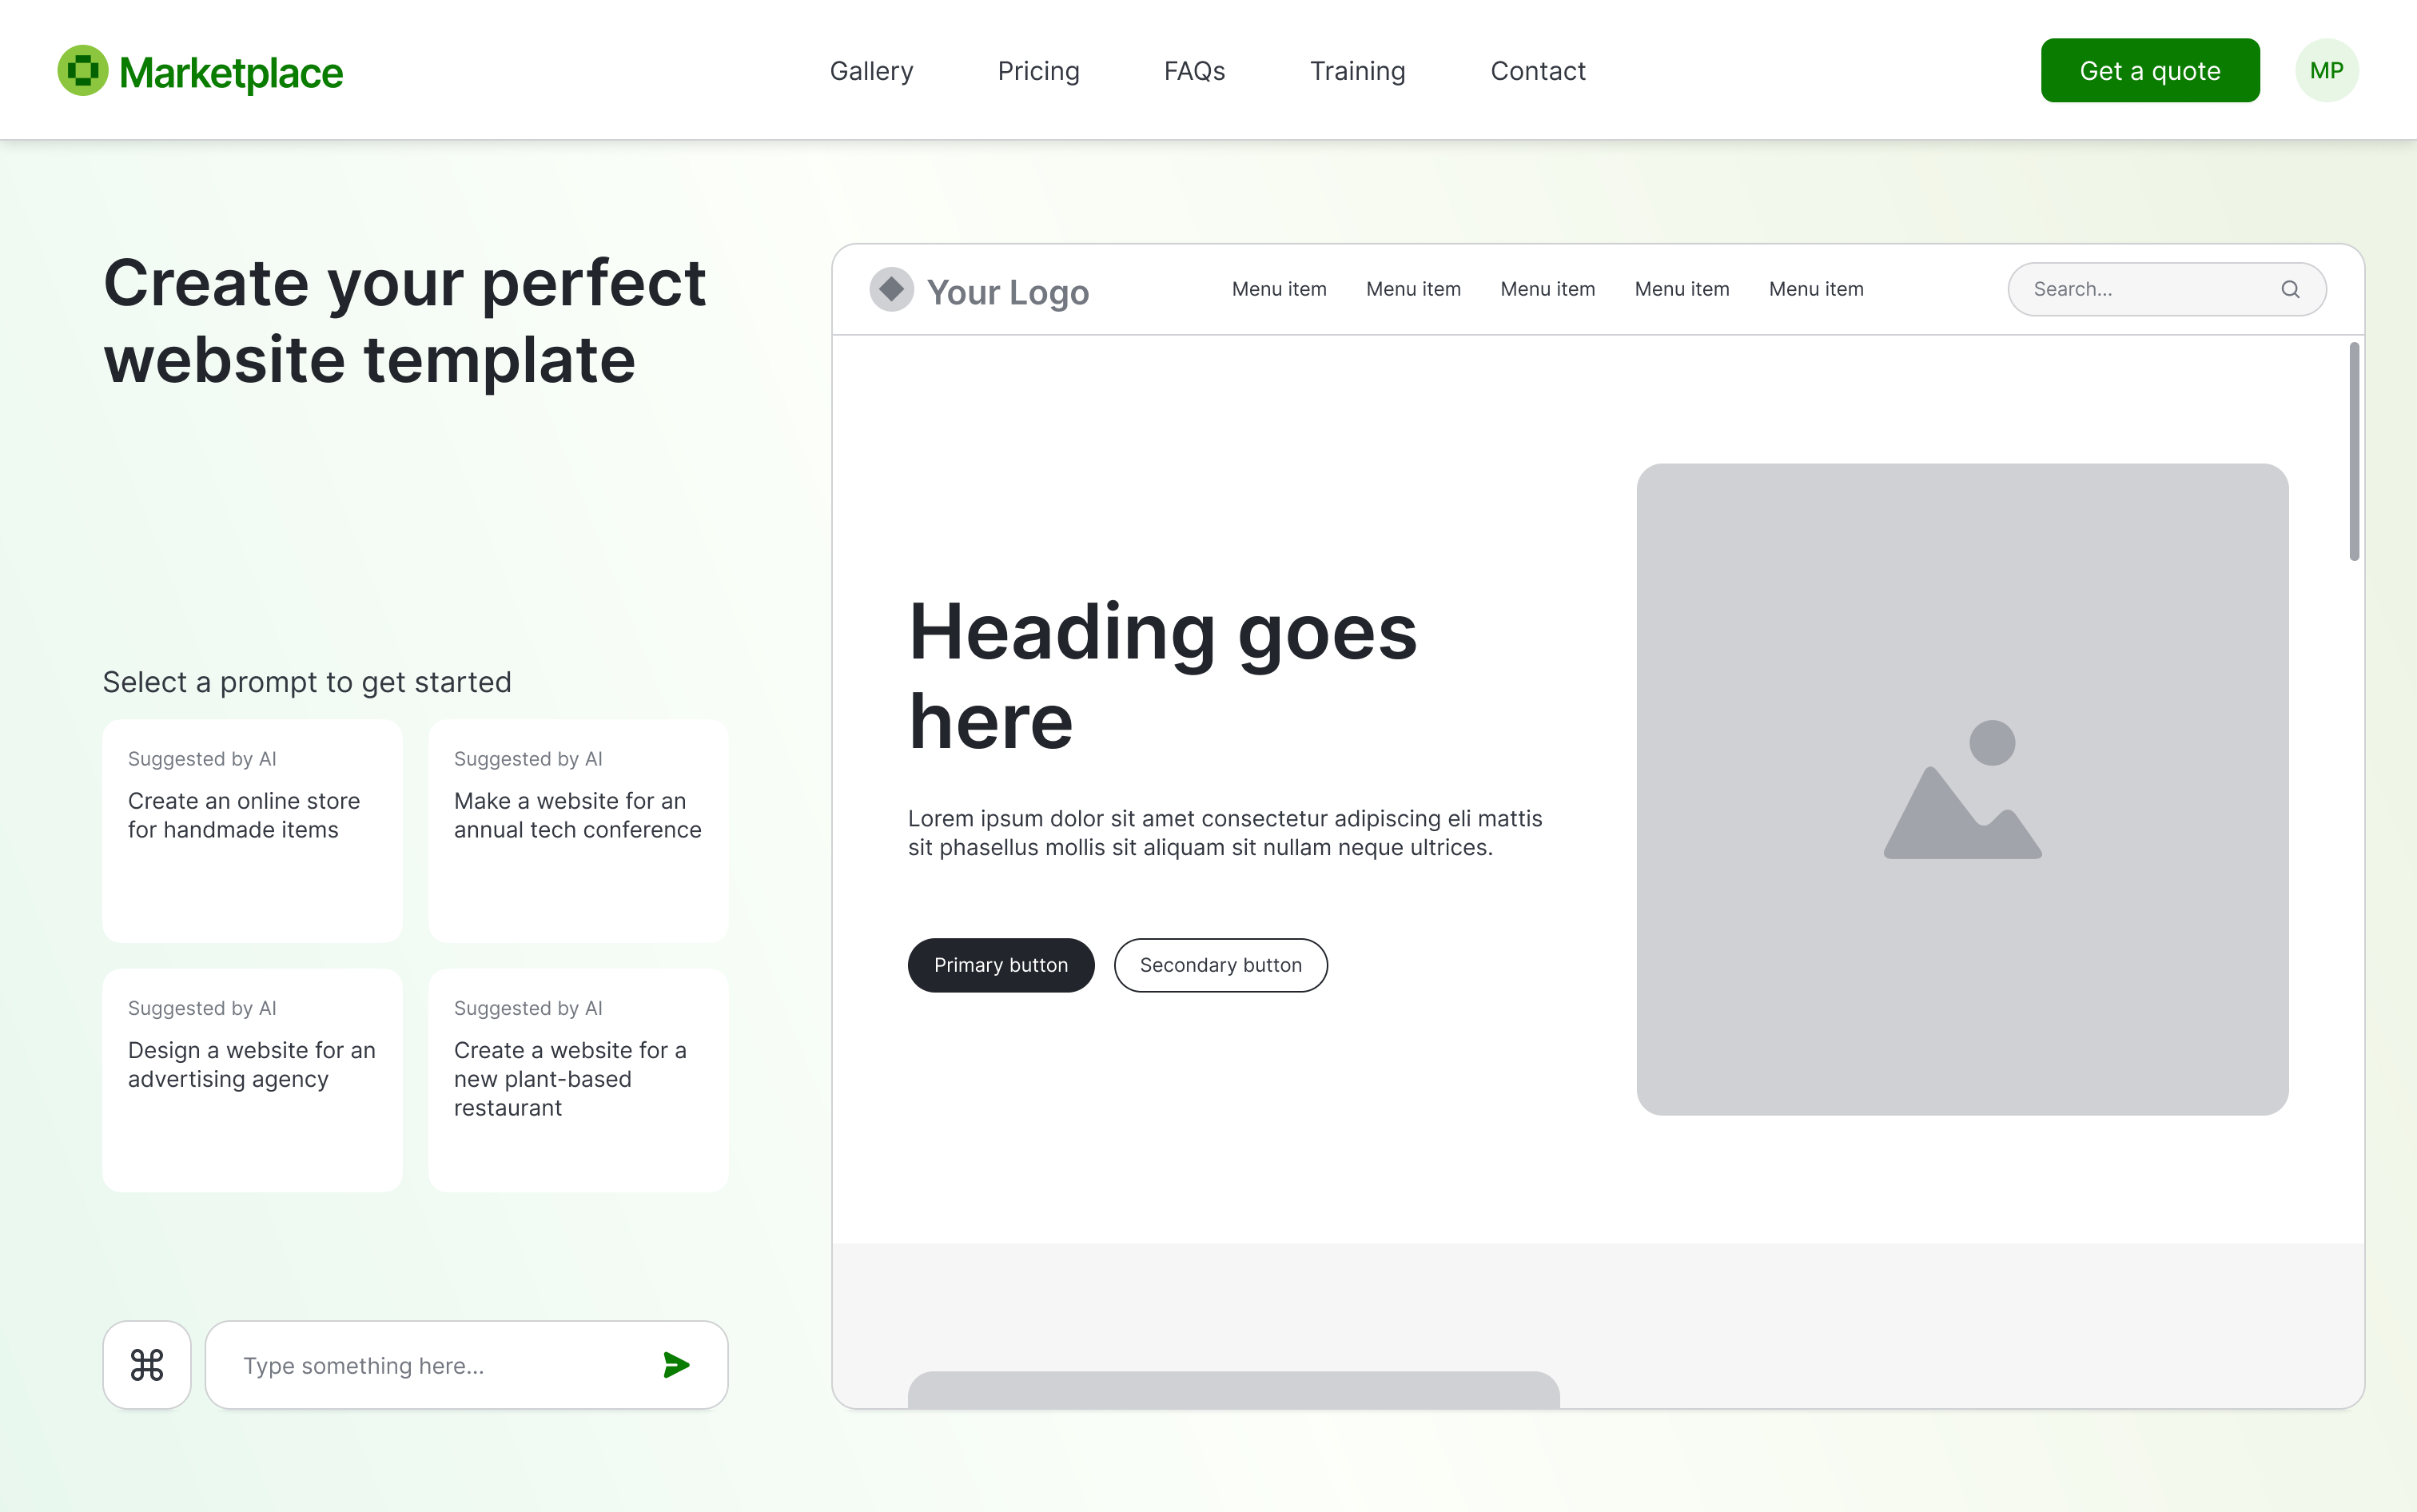 Marketplace
Gallery
Pricing
FAQs
Training
Contact
Get a quote
MP
Create your perfect
website template
Select a prompt to get started
Suggested by AI
Create an online store
for handmade items
Suggested by AI
Make a website for an
annual tech conference
Suggested by AI
Design a website for an
advertising agency
Suggested by AI
Create a website for a
new plant-based
restaurant
Type something here...
Your Logo
Menu item
Menu item
Menu item
Menu item
Menu item
Search...
Heading goes
here
Lorem ipsum dolor sit amet consectetur adipiscing eli mattis
sit phasellus mollis sit aliquam sit nullam neque ultrices.
Primary button
Secondary button